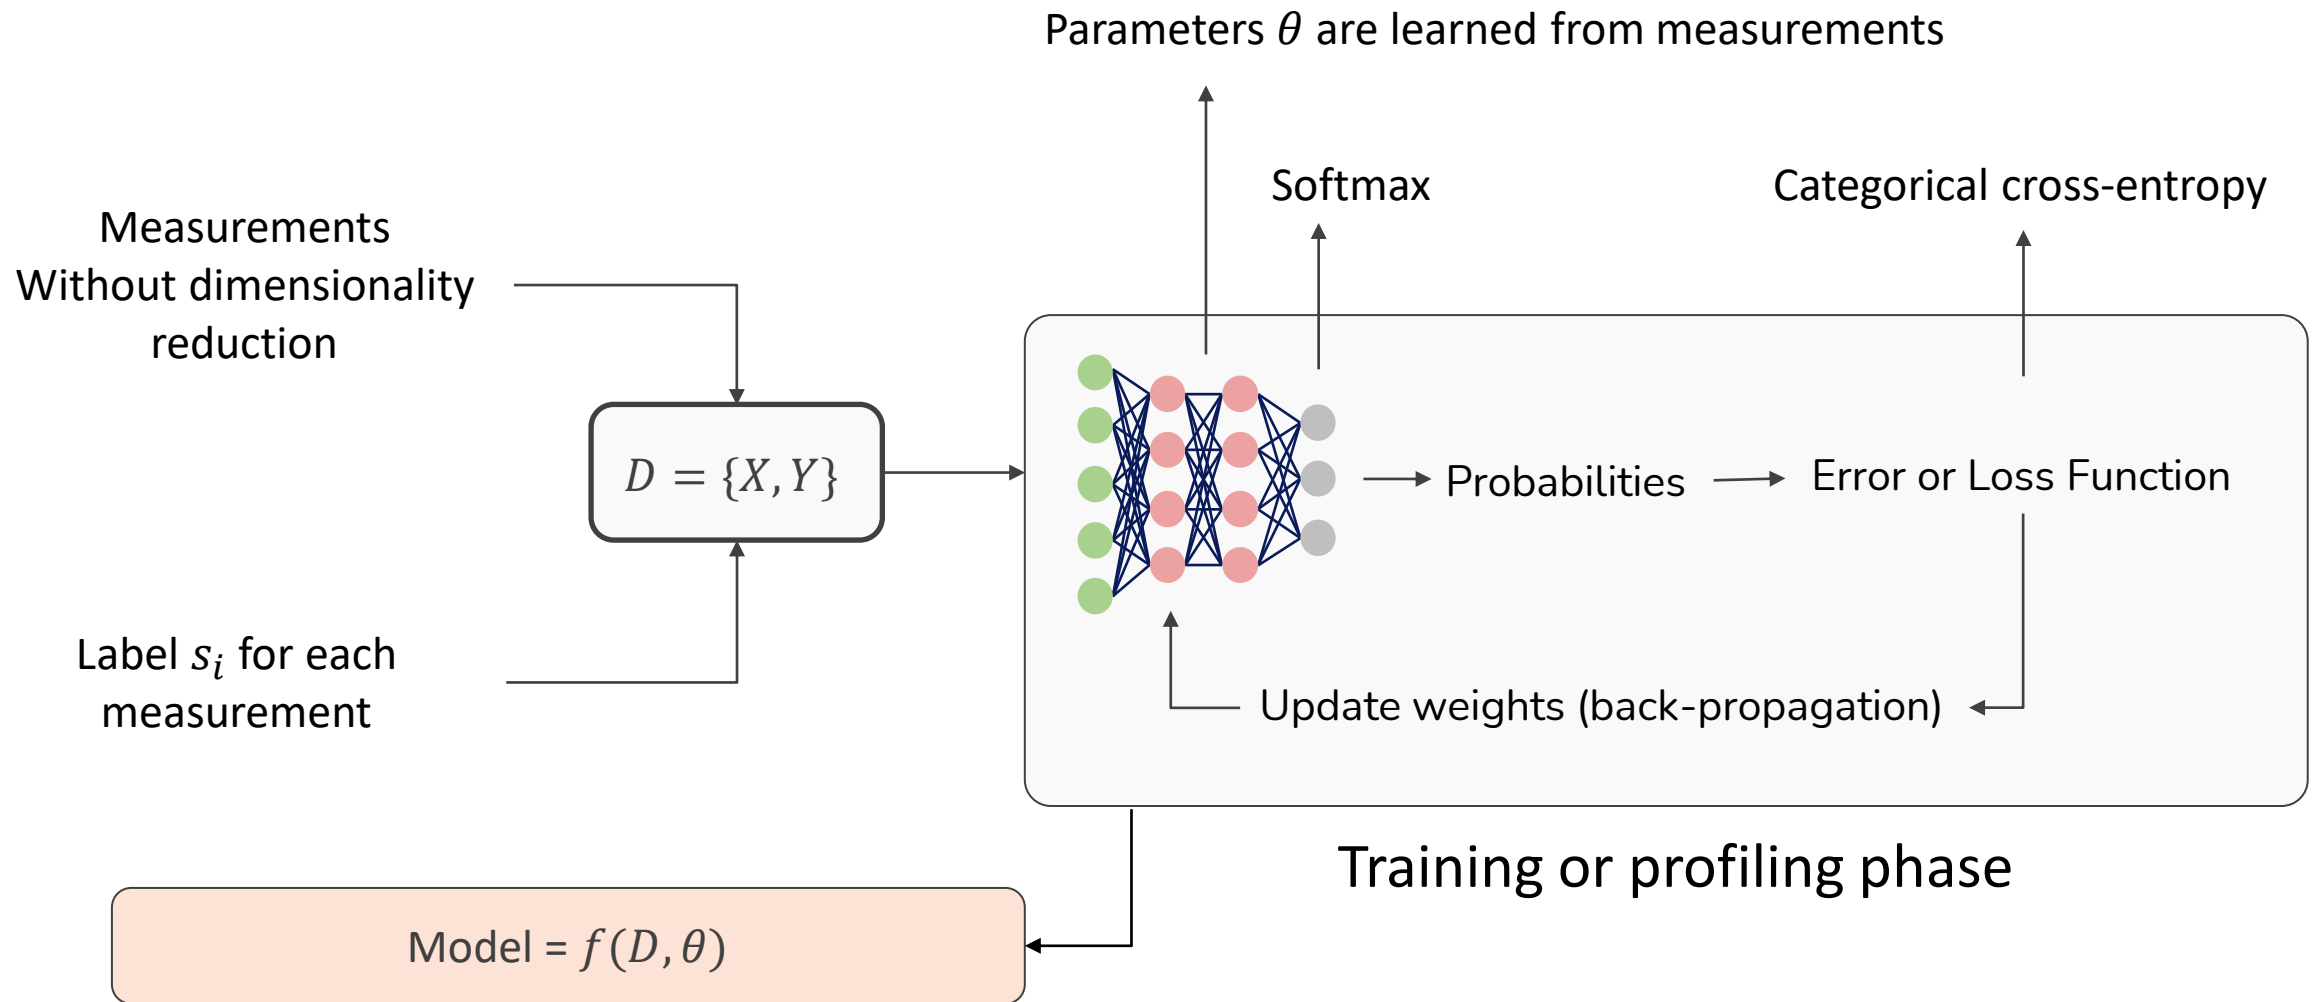 Parameters θ are learned from measurements
Softmax
Categorical cross-entropy
Measurements
Without dimensionality
reduction
D = {X, Y}
Probabilities
Error or Loss Function
Label sᵢ for each
measurement
Update weights (back-propagation)
Training or profiling phase
Model = f(D, θ)